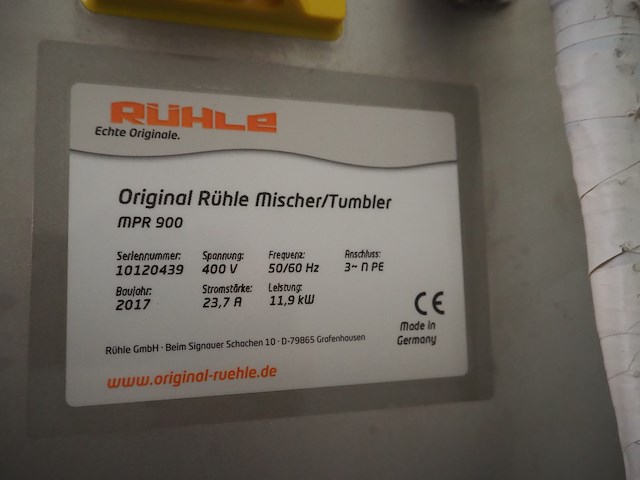 RÜHLE
Echte Originale.
Original Rühle Mischer/Tumbler
MPR 900
Seriennummer: Spannung: Frequenz: Anschluss:
10120439 400 V 50/60 Hz 3~ N PE
Baujahr: Stromstärke: Leistung:
2017 23,7 A 11,9 kW
CE
Made in
Germany
Rühle GmbH · Beim Signauer Schachen 10 · D-79865 Grafenhausen
www.original-ruehle.de